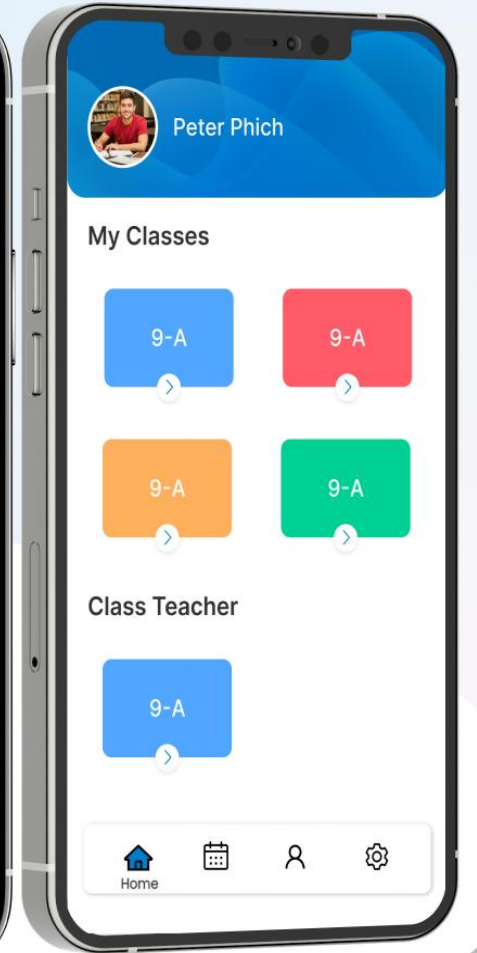 Peter Phich
My Classes
9-A 9-A
9-A 9-A
Class Teacher
9-A
Home